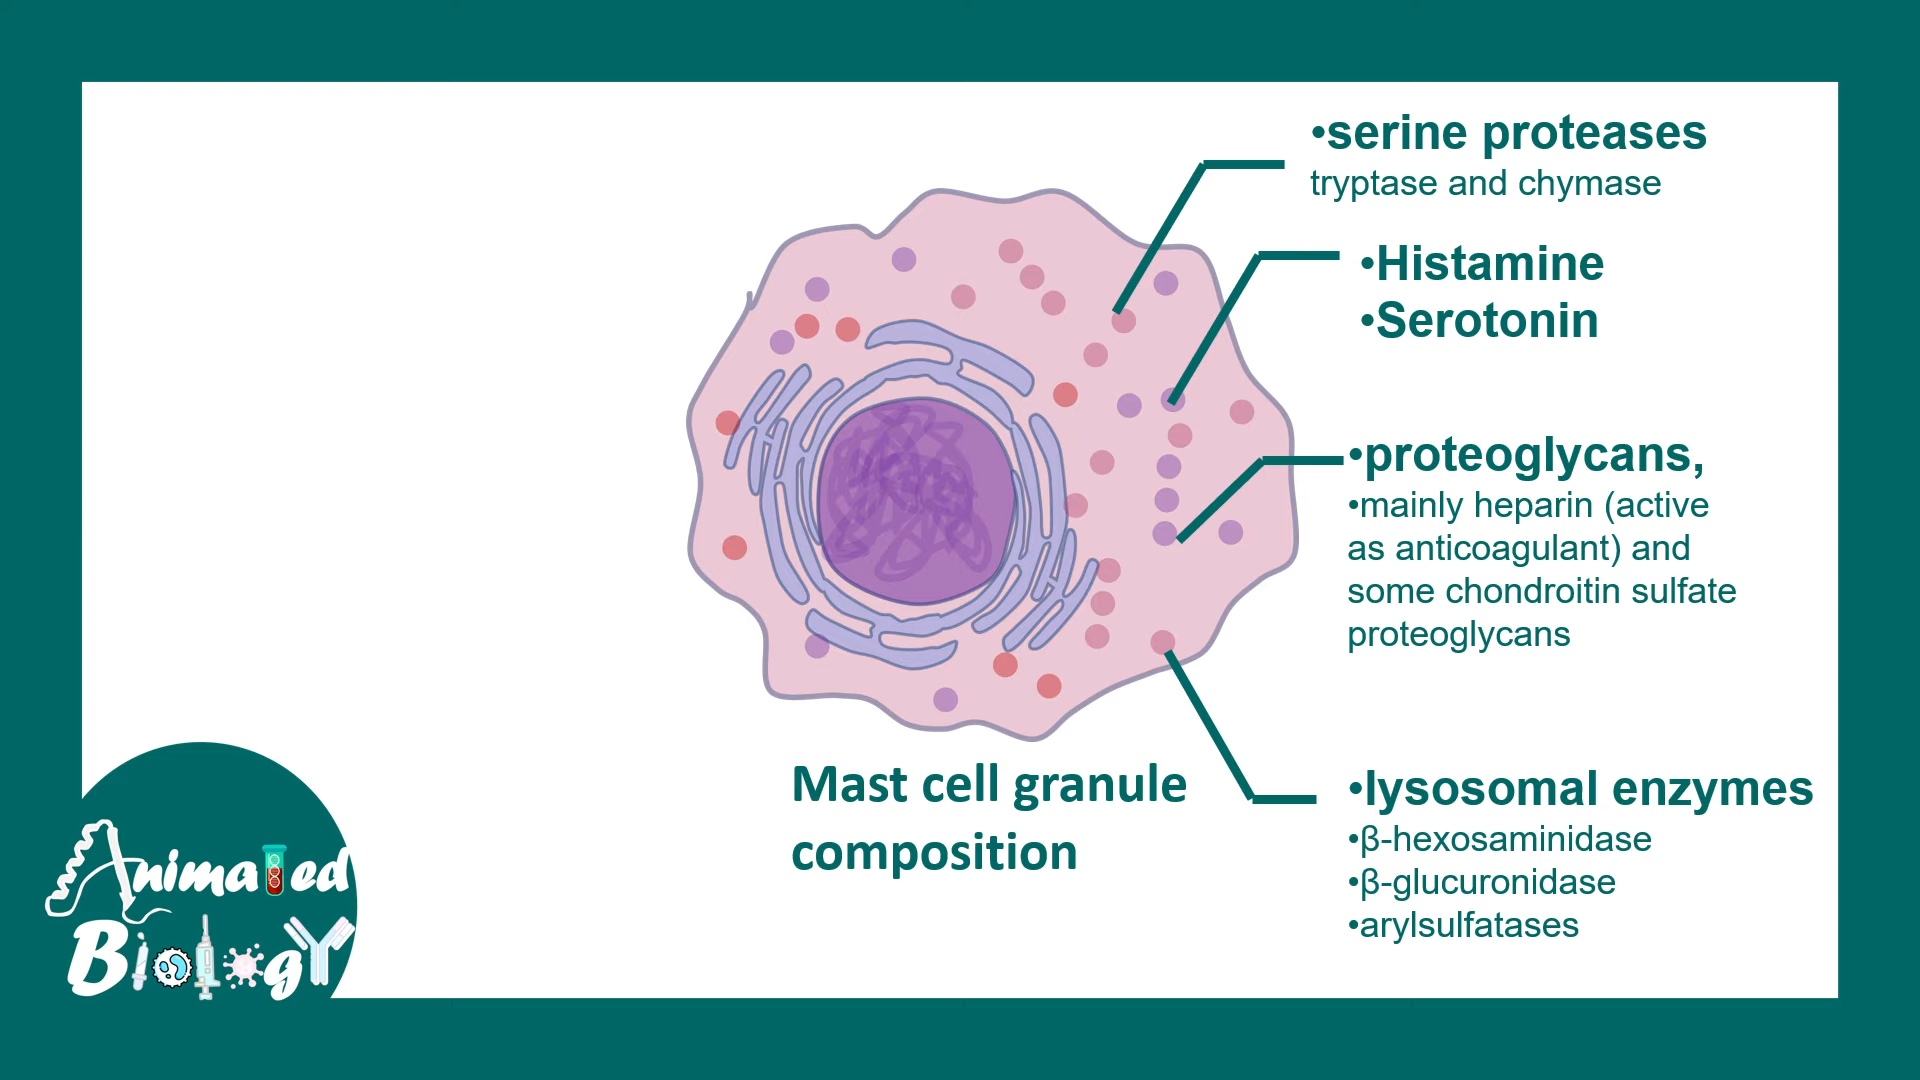 •serine proteases
tryptase and chymase
•Histamine
•Serotonin
•proteoglycans,
•mainly heparin (active
as anticoagulant) and
some chondroitin sulfate
proteoglycans
•lysosomal enzymes
•β-hexosaminidase
•β-glucuronidase
•arylsulfatases
Mast cell granule
composition
Animated
Biology